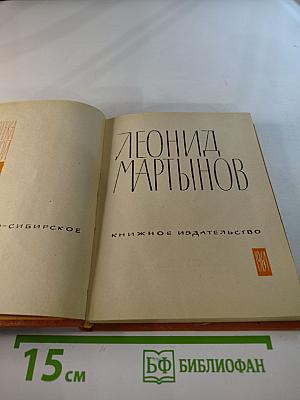 ЛЕОНИД
МАРТЫНОВ
-СИБИРСКОЕ
КНИЖНОЕ ИЗДАТЕЛЬСТВО
15 см
БФ БИБЛИОФАН